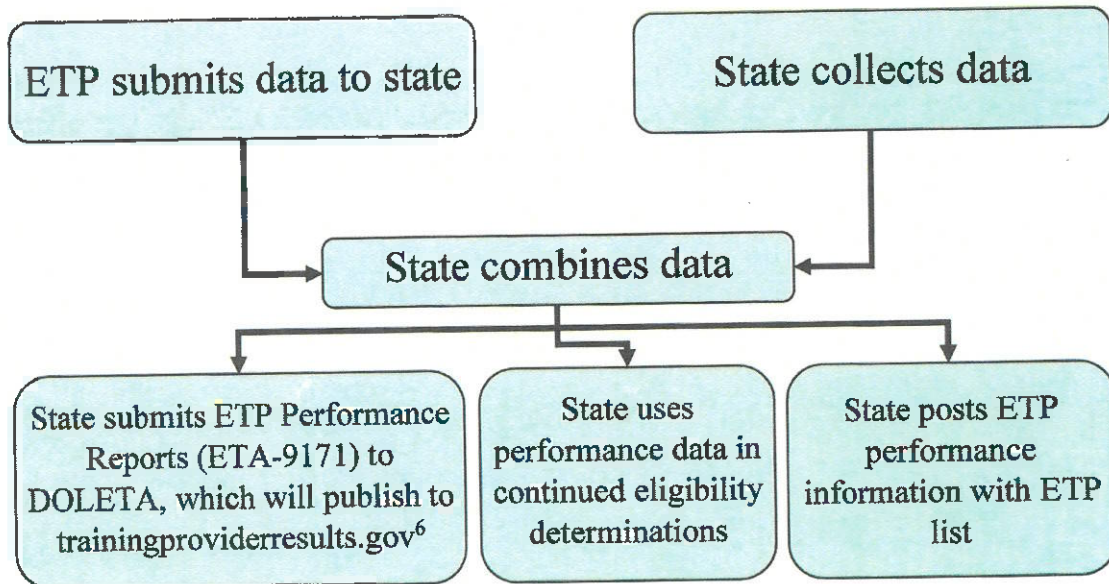 ETP submits data to state
State collects data
State combines data
State submits ETP Performance
Reports (ETA-9171) to
DOLETA, which will publish to
trainingproviderresults.gov⁶
State uses
performance data in
continued eligibility
determinations
State posts ETP
performance
information with ETP
list